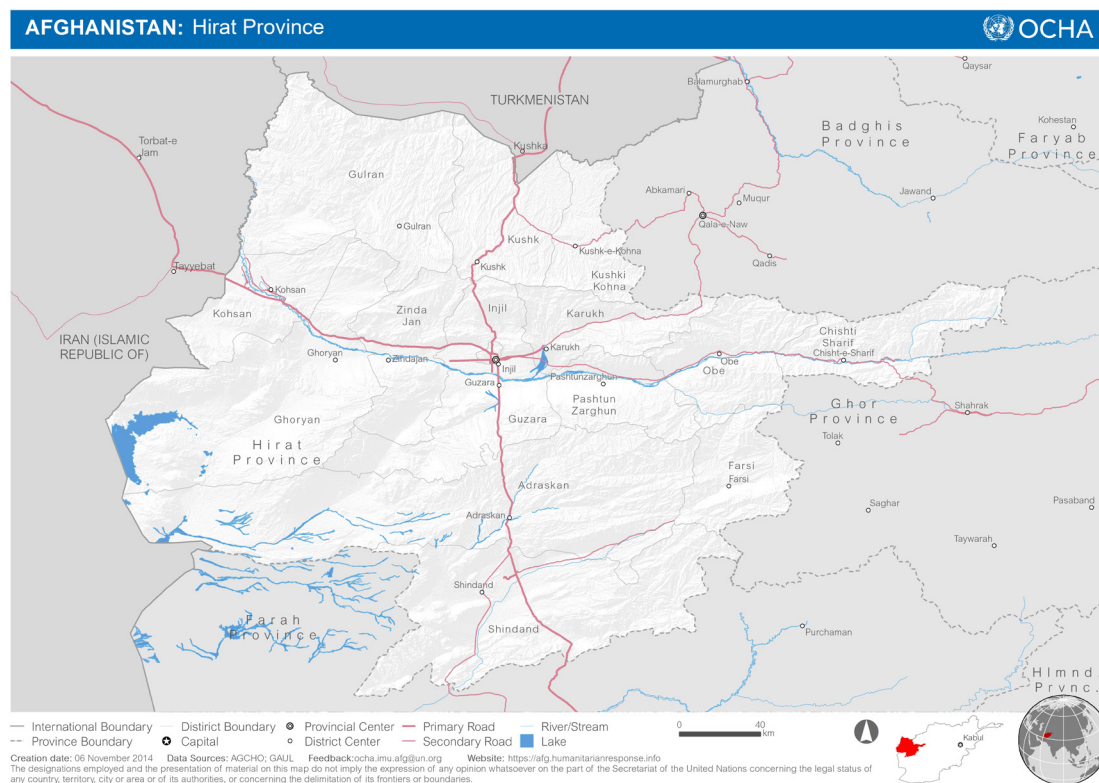 AFGHANISTAN: Hirat Province
OCHA
Qaysar
Balamurghab
TURKMENISTAN
Kohestan
Badghis
Province
Faryab
Province
Torbat-e
Jam
Kushka
Gulran
Abkamari
Muqur
Jawand
Gulran
Qala-e-Naw
Kushk
Kushk-e-Kohna
Qadis
Tayyebat
Kushk
Kushki
Kohna
Kohsan
Kohsan
Zinda
Jan
Injil
Karukh
IRAN (ISLAMIC
REPUBLIC OF)
Chishti
Sharif
Ghoryan
Zindajan
Karukh
Injil
Obe
Obe
Chisht-e-Sharif
Guzara
Pashtunzarghun
Pashtun
Zarghun
Ghoryan
Guzara
Ghor
Province
Shahrak
Tolak
Hirat
Province
Farsi
Farsi
Adraskan
Adraskan
Saghar
Pasaband
Taywarah
Shindand
Farah
Province
Shindand
Purchaman
Hlmnd
Prvnc.
International Boundary
District Boundary
Provincial Center
Primary Road
River/Stream
0
40
km
Province Boundary
Capital
District Center
Secondary Road
Lake
Kabul
Creation date: 06 November 2014 Data Sources: AGCHO; GAUL Feedback:ocha.imu.afg@un.org Website: https://afg.humanitarianresponse.info
The designations employed and the presentation of material on this map do not imply the expression of any opinion whatsoever on the part of the Secretariat of the United Nations concerning the legal status of
any country, territory, city or area or of its authorities, or concerning the delimitation of its frontiers or boundaries.